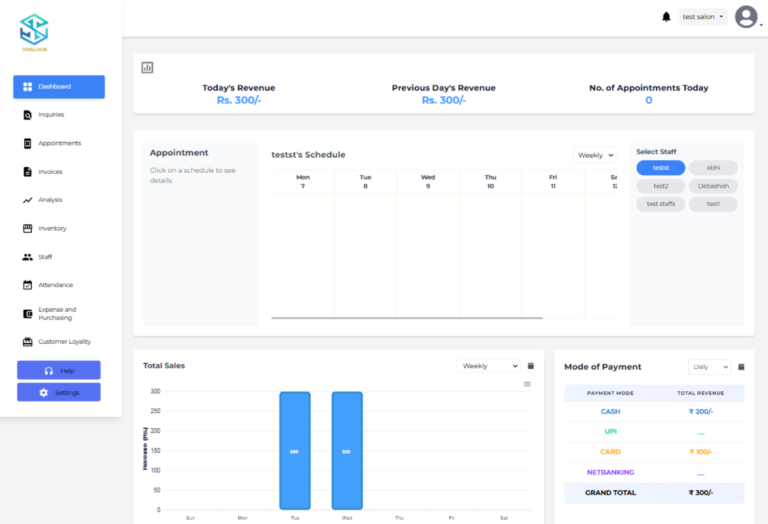 SWALOOK
test salon
Dashboard
Inquiries
Appointments
Invoices
Analysis
Inventory
Staff
Attendance
Expense and
Purchasing
Customer Loyality
Help
Settings
Today's Revenue
Rs. 300/-
Previous Day's Revenue
Rs. 300/-
No. of Appointments Today
0
Appointment
Click on a schedule to see
details.
testst's Schedule
Weekly
Mon
7
Tue
8
Wed
9
Thu
10
Fri
11
Sa
12
Select Staff
testst
abhi
test2
Debashish
test staffs
test1
Total Sales
Weekly
Revenue (Rs.)
300
250
200
150
100
50
0
300
300
Sun
Mon
Tue
Wed
Thu
Fri
Sat
Mode of Payment
Daily
PAYMENT MODE
TOTAL REVENUE
CASH
₹ 200/-
UPI
__
CARD
₹ 100/-
NETBANKING
__
GRAND TOTAL
₹ 300/-